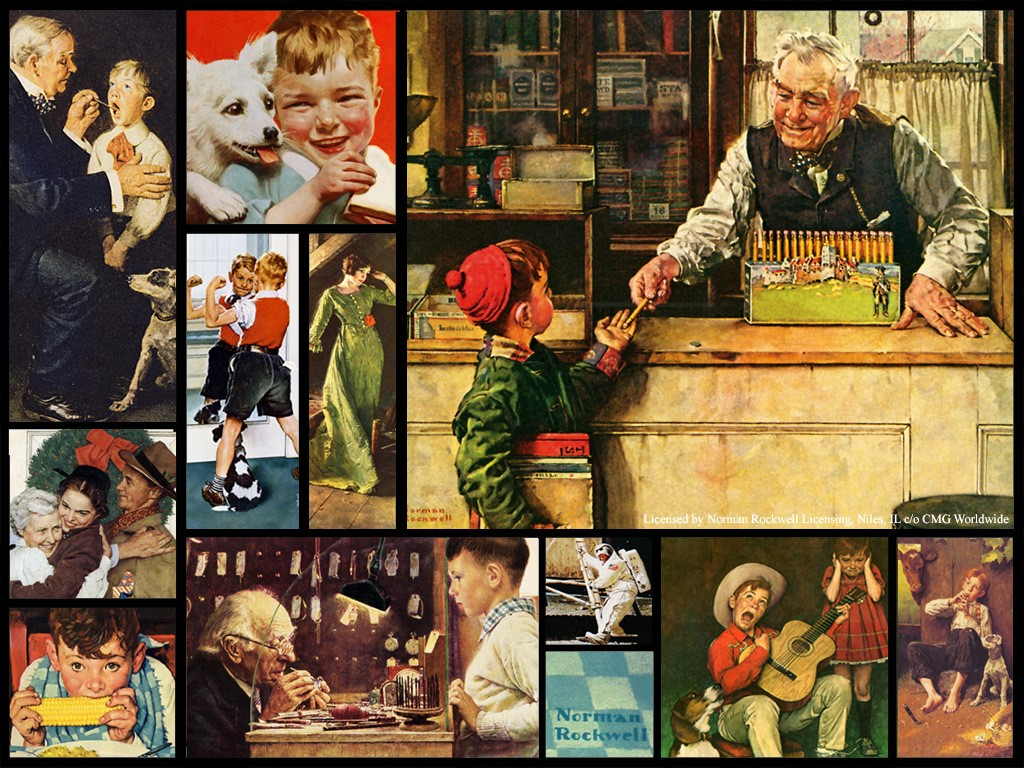 Norman
Rockwell
Licensed by Norman Rockwell Licensing, Niles, IL c/o CMG Worldwide
Norman
Rockwell